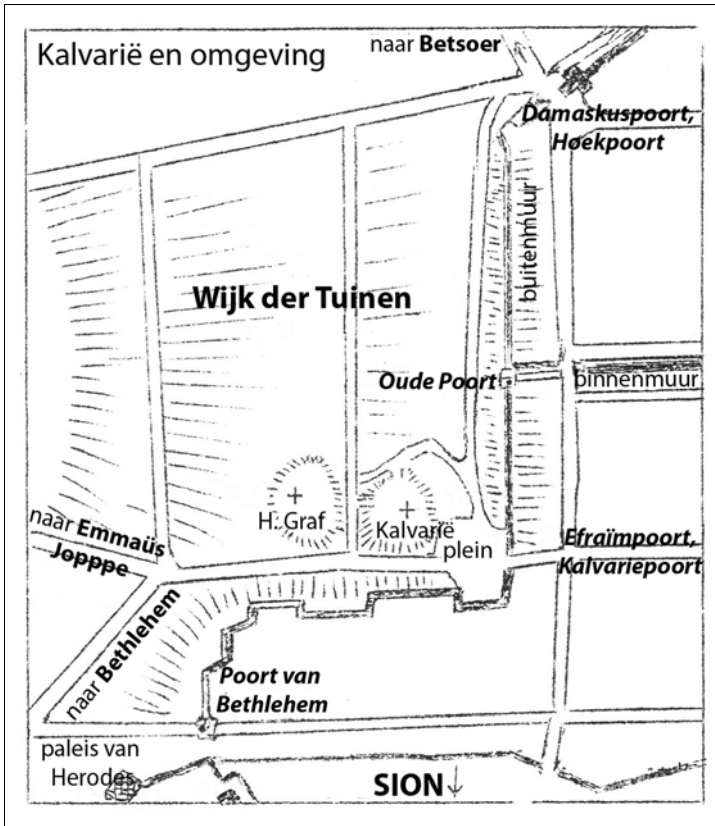 Kalvarië en omgeving
naar Betsoer
Damaskuspoort,
Hoekpoort
buitenmuur
Wijk der Tuinen
Oude Poort
binnenmuur
H. Graf
Kalvarië
plein
naar Emmaüs
Joppe
Efraïmpoort,
Kalvariepoort
naar Bethlehem
Poort van
Bethlehem
paleis van
Herodes
SION